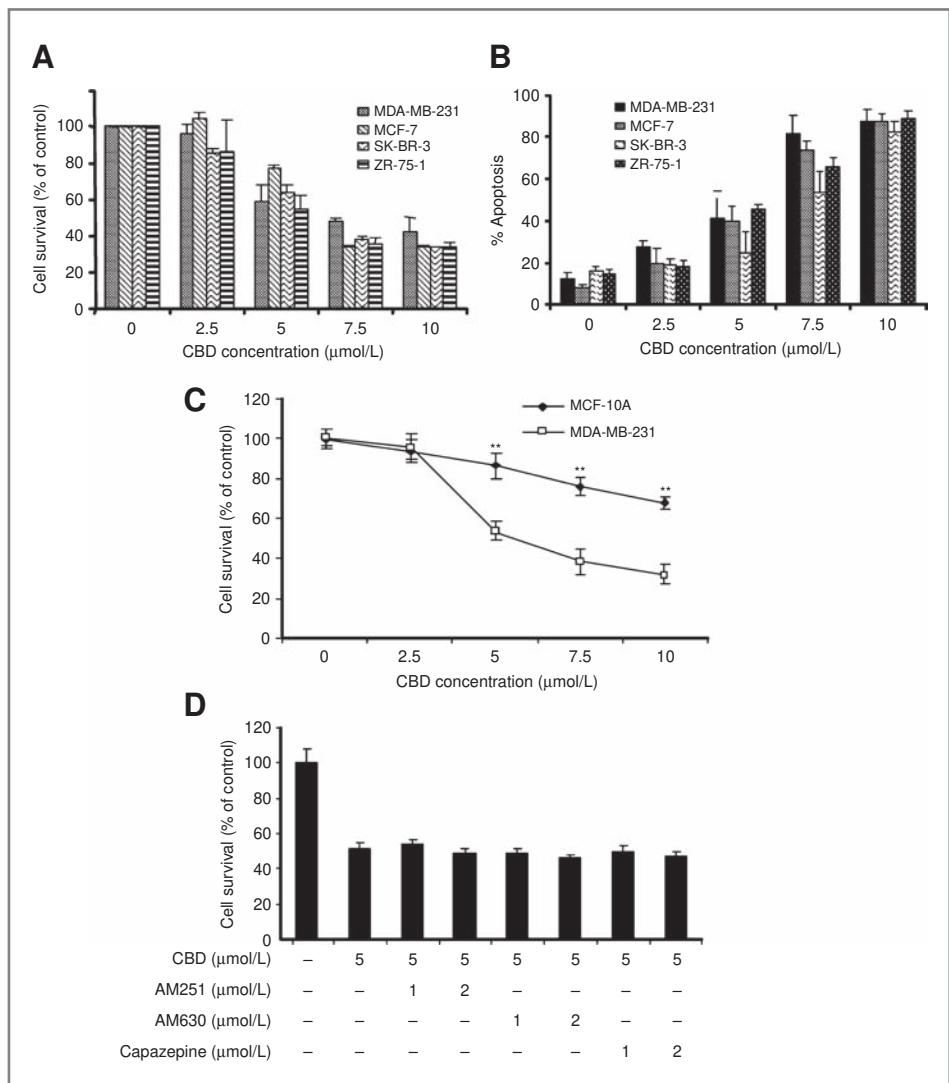 A
Cell survival (% of control)
100
80
60
40
20
0
MDA-MB-231
MCF-7
SK-BR-3
ZR-75-1
0 2.5 5 7.5 10
CBD concentration (μmol/L)
B
% Apoptosis
100
80
60
40
20
0
MDA-MB-231
MCF-7
SK-BR-3
ZR-75-1
0 2.5 5 7.5 10
CBD concentration (μmol/L)
C
Cell survival (% of control)
120
100
80
60
40
20
0
MCF-10A
MDA-MB-231
** ** **
0 2.5 5 7.5 10
CBD concentration (μmol/L)
D
Cell survival (% of control)
120
100
80
60
40
20
0
CBD (μmol/L) – 5 5 5 5 5 5 5
AM251 (μmol/L) – – 1 2 – – – –
AM630 (μmol/L) – – – – 1 2 – –
Capazepine (μmol/L) – – – – – – 1 2